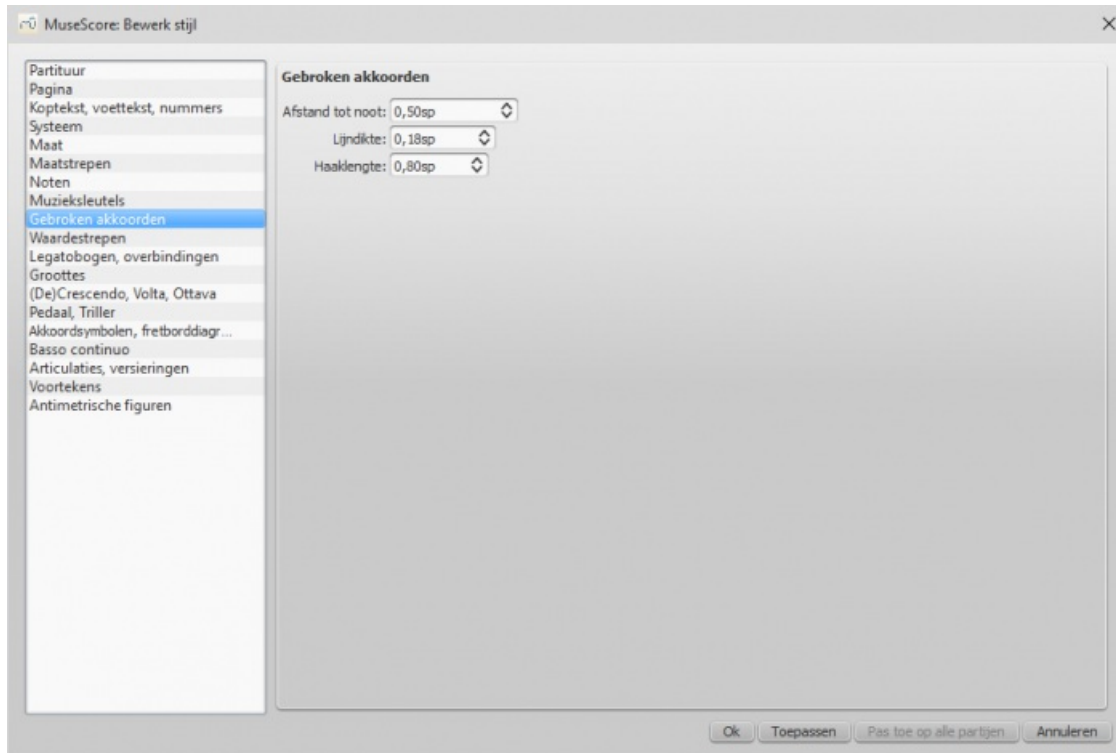 MuseScore: Bewerk stijl
Partituur
Pagina
Koptekst, voettekst, nummers
Systeem
Maat
Maatstrepen
Noten
Muzieksleutels
Gebroken akkoorden
Waardestrepen
Legatobogen, overbindingen
Groottes
(De)Crescendo, Volta, Ottava
Pedaal, Triller
Akkoordsymbolen, fretborddiagr...
Basso continuo
Articulaties, versieringen
Voortekens
Antimetrische figuren
Gebroken akkoorden
Afstand tot noot: 0,50sp
Lijndikte: 0,18sp
Haaklengte: 0,80sp
Ok Toepassen Pas toe op alle partijen Annuleren